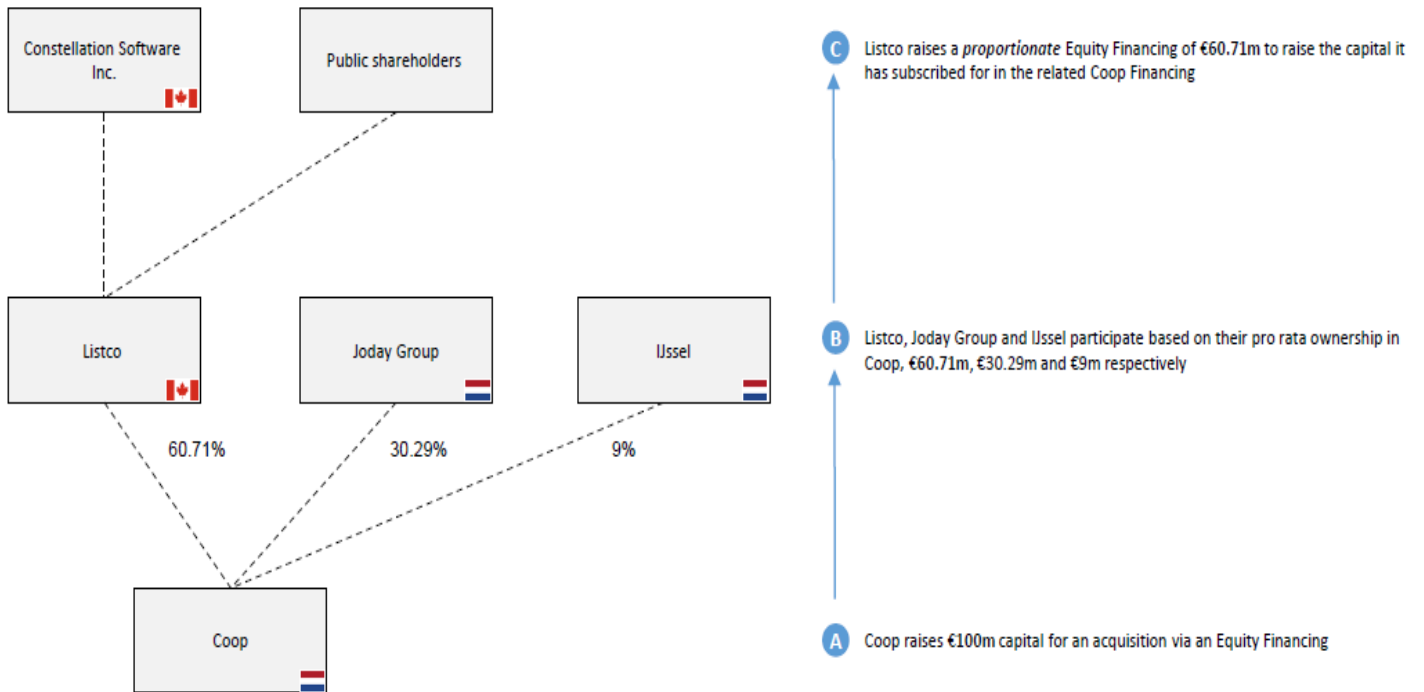 Constellation Software
Inc.
Public shareholders
C
Listco raises a proportionate Equity Financing of €60.71m to raise the capital it
has subscribed for in the related Coop Financing
Listco
Joday Group
IJssel
B
Listco, Joday Group and IJssel participate based on their pro rata ownership in
Coop, €60.71m, €30.29m and €9m respectively
60.71%
30.29%
9%
Coop
A
Coop raises €100m capital for an acquisition via an Equity Financing